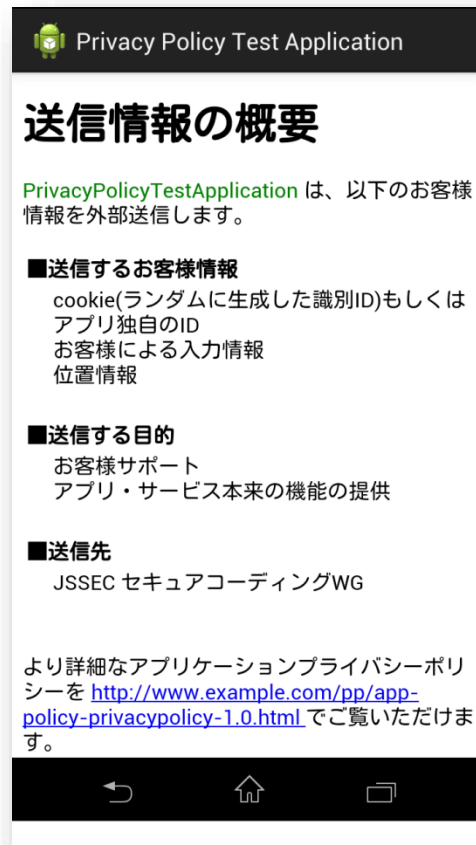 Privacy Policy Test Application
送信情報の概要
PrivacyPolicyTestApplication は、以下のお客様
情報を外部送信します。
■送信するお客様情報
cookie(ランダムに生成した識別ID)もしくは
アプリ独自のID
お客様による入力情報
位置情報
■送信する目的
お客様サポート
アプリ・サービス本来の機能の提供
■送信先
JSSEC セキュアコーディングWG
より詳細なアプリケーションプライバシーポリ
シーを http://www.example.com/pp/app-
policy-privacypolicy-1.0.html でご覧いただけま
す。